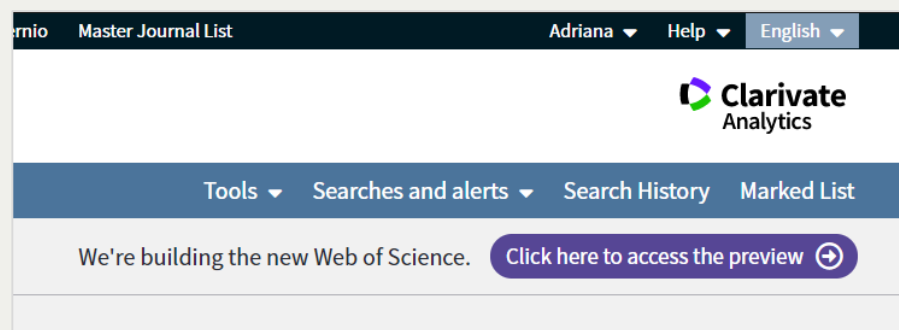 ernio Master Journal List Adriana Help English
Clarivate
Analytics
Tools Searches and alerts Search History Marked List
We're building the new Web of Science. Click here to access the preview